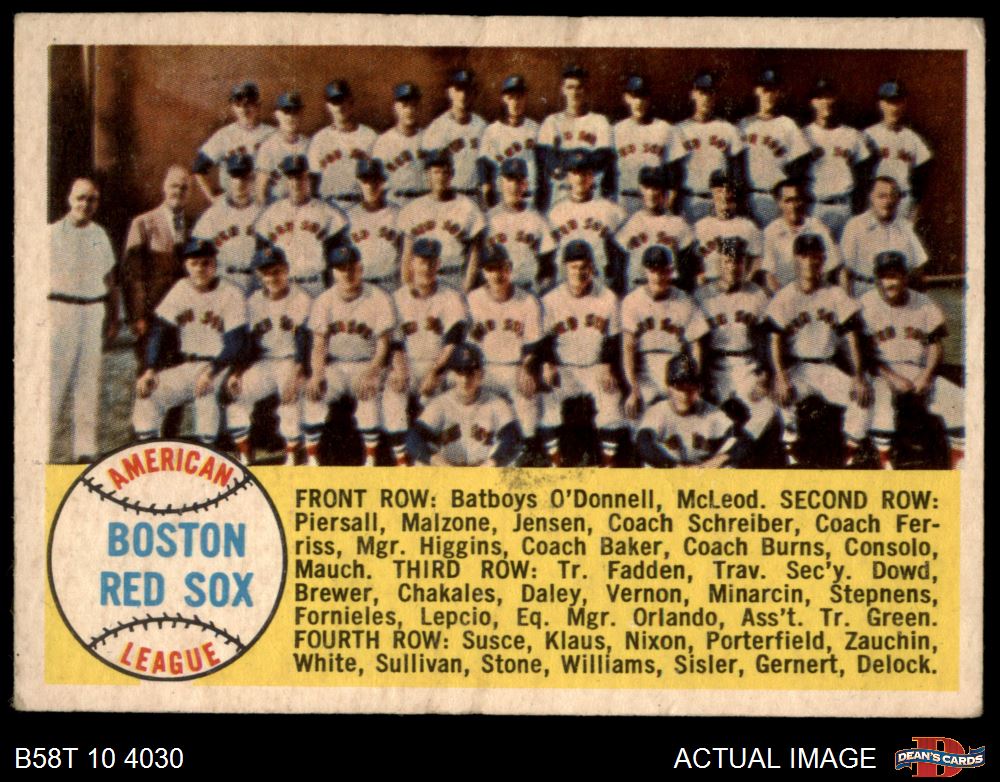 AMERICAN
BOSTON
RED SOX
LEAGUE
FRONT ROW: Batboys O'Donnell, McLeod. SECOND ROW:
Piersall, Malzone, Jensen, Coach Schreiber, Coach Fer-
riss, Mgr. Higgins, Coach Baker, Coach Burns, Consolo,
Mauch. THIRD ROW: Tr. Fadden, Trav. Sec'y. Dowd,
Brewer, Chakales, Daley, Vernon, Minarcin, Stepnens,
Fornieles, Lepcio, Eq. Mgr. Orlando, Ass't. Tr. Green.
FOURTH ROW: Susce, Klaus, Nixon, Porterfield, Zauchin,
White, Sullivan, Stone, Williams, Sisler, Gernert, Delock.
B58T 10 4030
ACTUAL IMAGE
DEAN'S CARDS